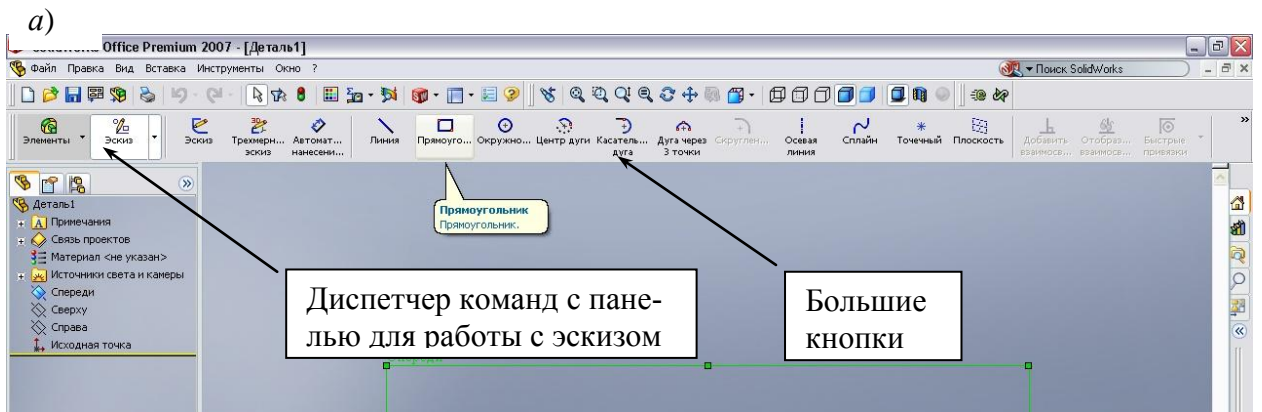 а)
Office Premium 2007 - [Деталь1]
Файл Правка Вид Вставка Инструменты Окно ?
Поиск SolidWorks
Элементы Эскиз Эскиз Трехмерн... эскиз Автомат... нанесени... Линия Прямоуго... Окружно... Центр дуги Касатель... дуга Дуга через 3 точки Скруглен... Осевая линия Сплайн Точечный Плоскость Добавить взаимосв... Отобраз... взаимосв... Быстрые привязки
Прямоугольник
Прямоугольник.
Деталь1
Примечания
Связь проектов
Материал <не указан>
Источники света и камеры
Спереди
Сверху
Справа
Исходная точка
Диспетчер команд с пане-
лью для работы с эскизом
Большие
кнопки